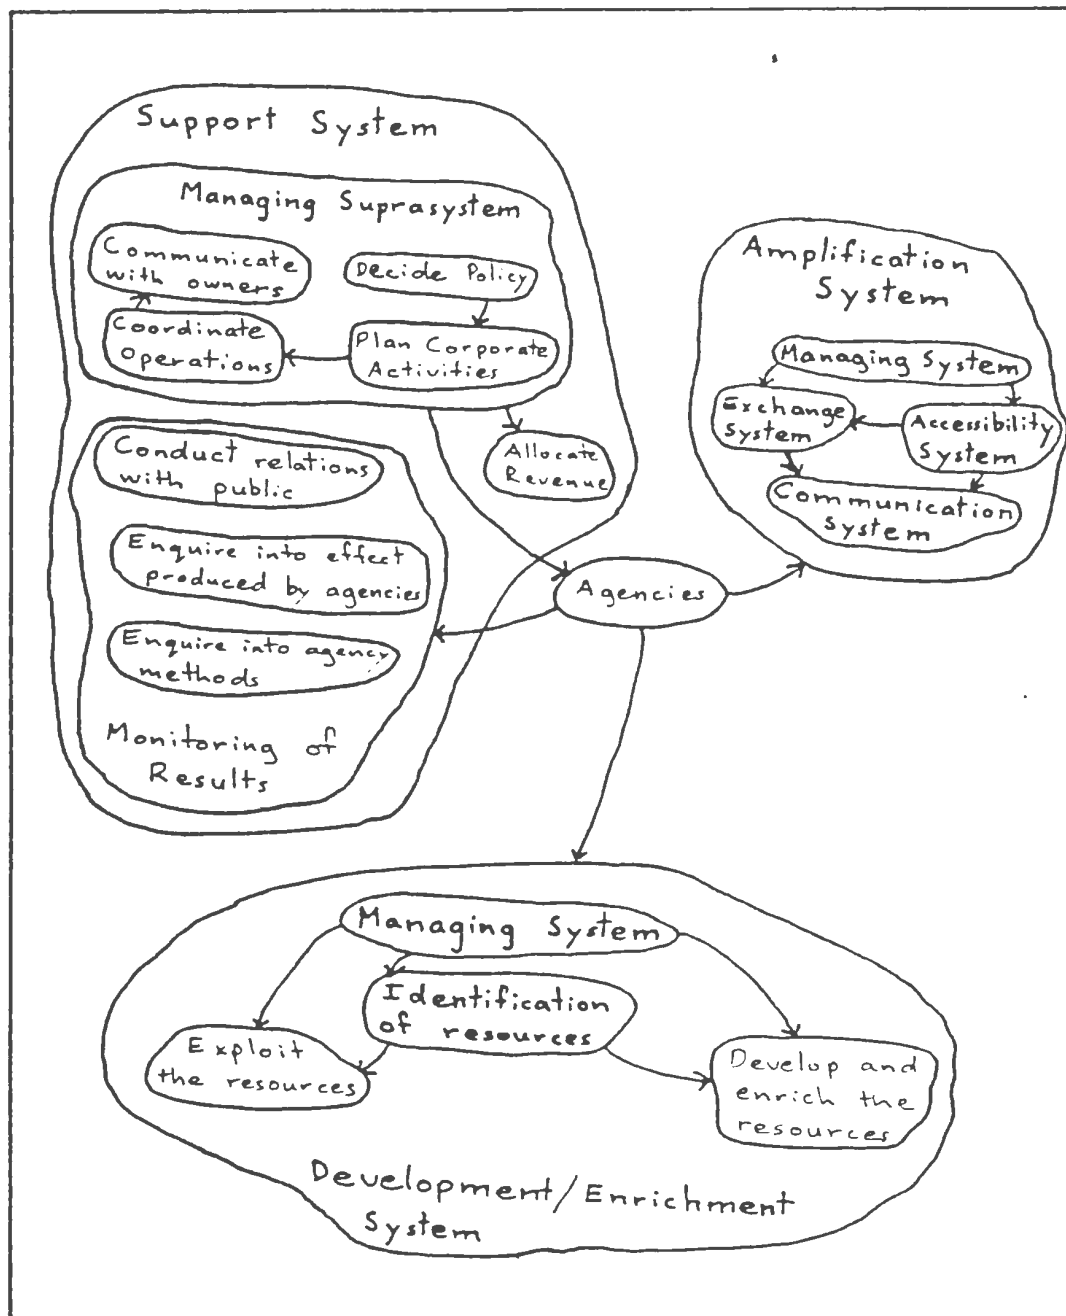 Support System
Managing Suprasystem
Communicate
with owners
Decide Policy
Coordinate
Operations
Plan Corporate
Activities
Allocate
Revenue
Conduct relations
with public
Enquire into effect
produced by agencies
Enquire into agency
methods
Monitoring of
Results
Agencies
Amplification
System
Managing System
Exchange
System
Accessibility
System
Communication
System
Managing System
Identification
of resources
Exploit
the resources
Develop and
enrich the
resources
Development/Enrichment
System